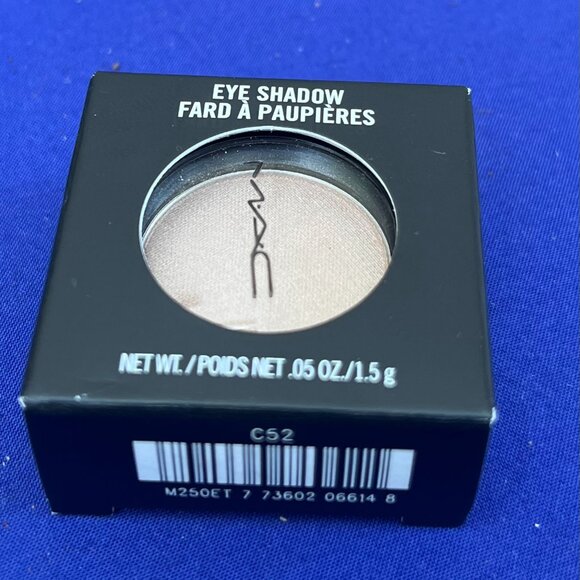 EYE SHADOW
FARD À PAUPIÈRES
MAC
NET WT./POIDS NET .05 OZ./1.5 g
C52
M250ET 7 73602 06614 8